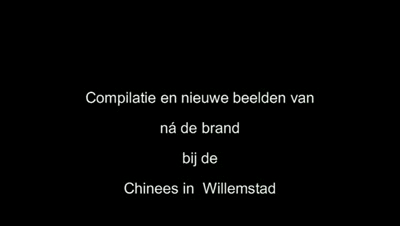 Compilatie en nieuwe beelden van
ná de brand
bij de
Chinees in  Willemstad